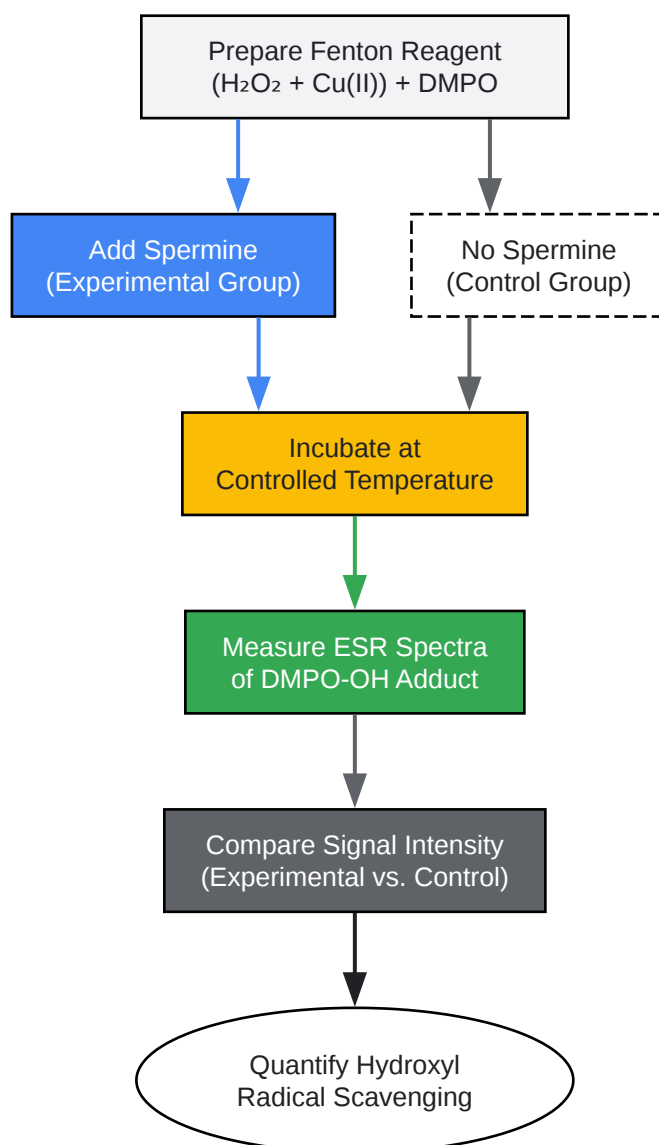 Prepare Fenton Reagent
(H₂O₂ + Cu(II)) + DMPO
Add Spermine
(Experimental Group)
No Spermine
(Control Group)
Incubate at
Controlled Temperature
Measure ESR Spectra
of DMPO-OH Adduct
Compare Signal Intensity
(Experimental vs. Control)
Quantify Hydroxyl
Radical Scavenging